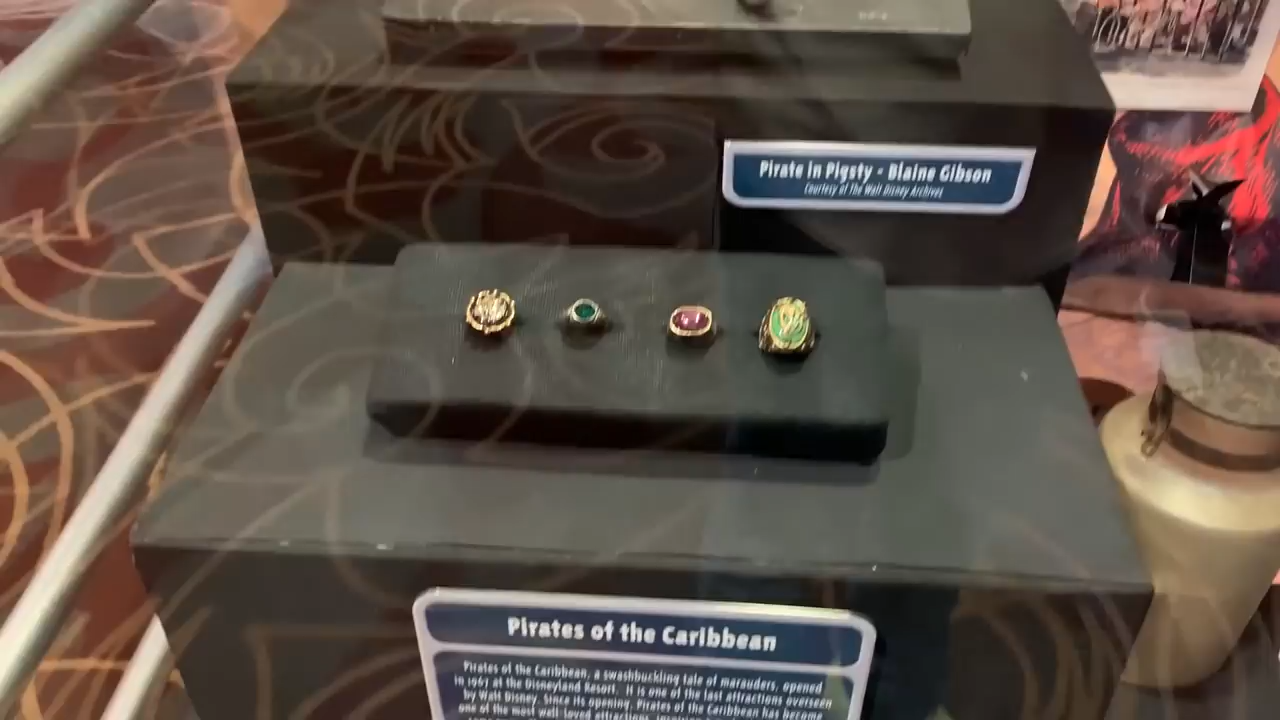 Pirate in Pigsty - Blaine Gibson
Courtesy of The Walt Disney Archives
Pirates of the Caribbean
Pirates of the Caribbean, a swashbuckling tale of marauders, opened
in 1967 at the Disneyland Resort. It is one of the last attractions overseen
by Walt Disney. Since its opening, Pirates of the Caribbean has become
one of the most well-loved attractions,